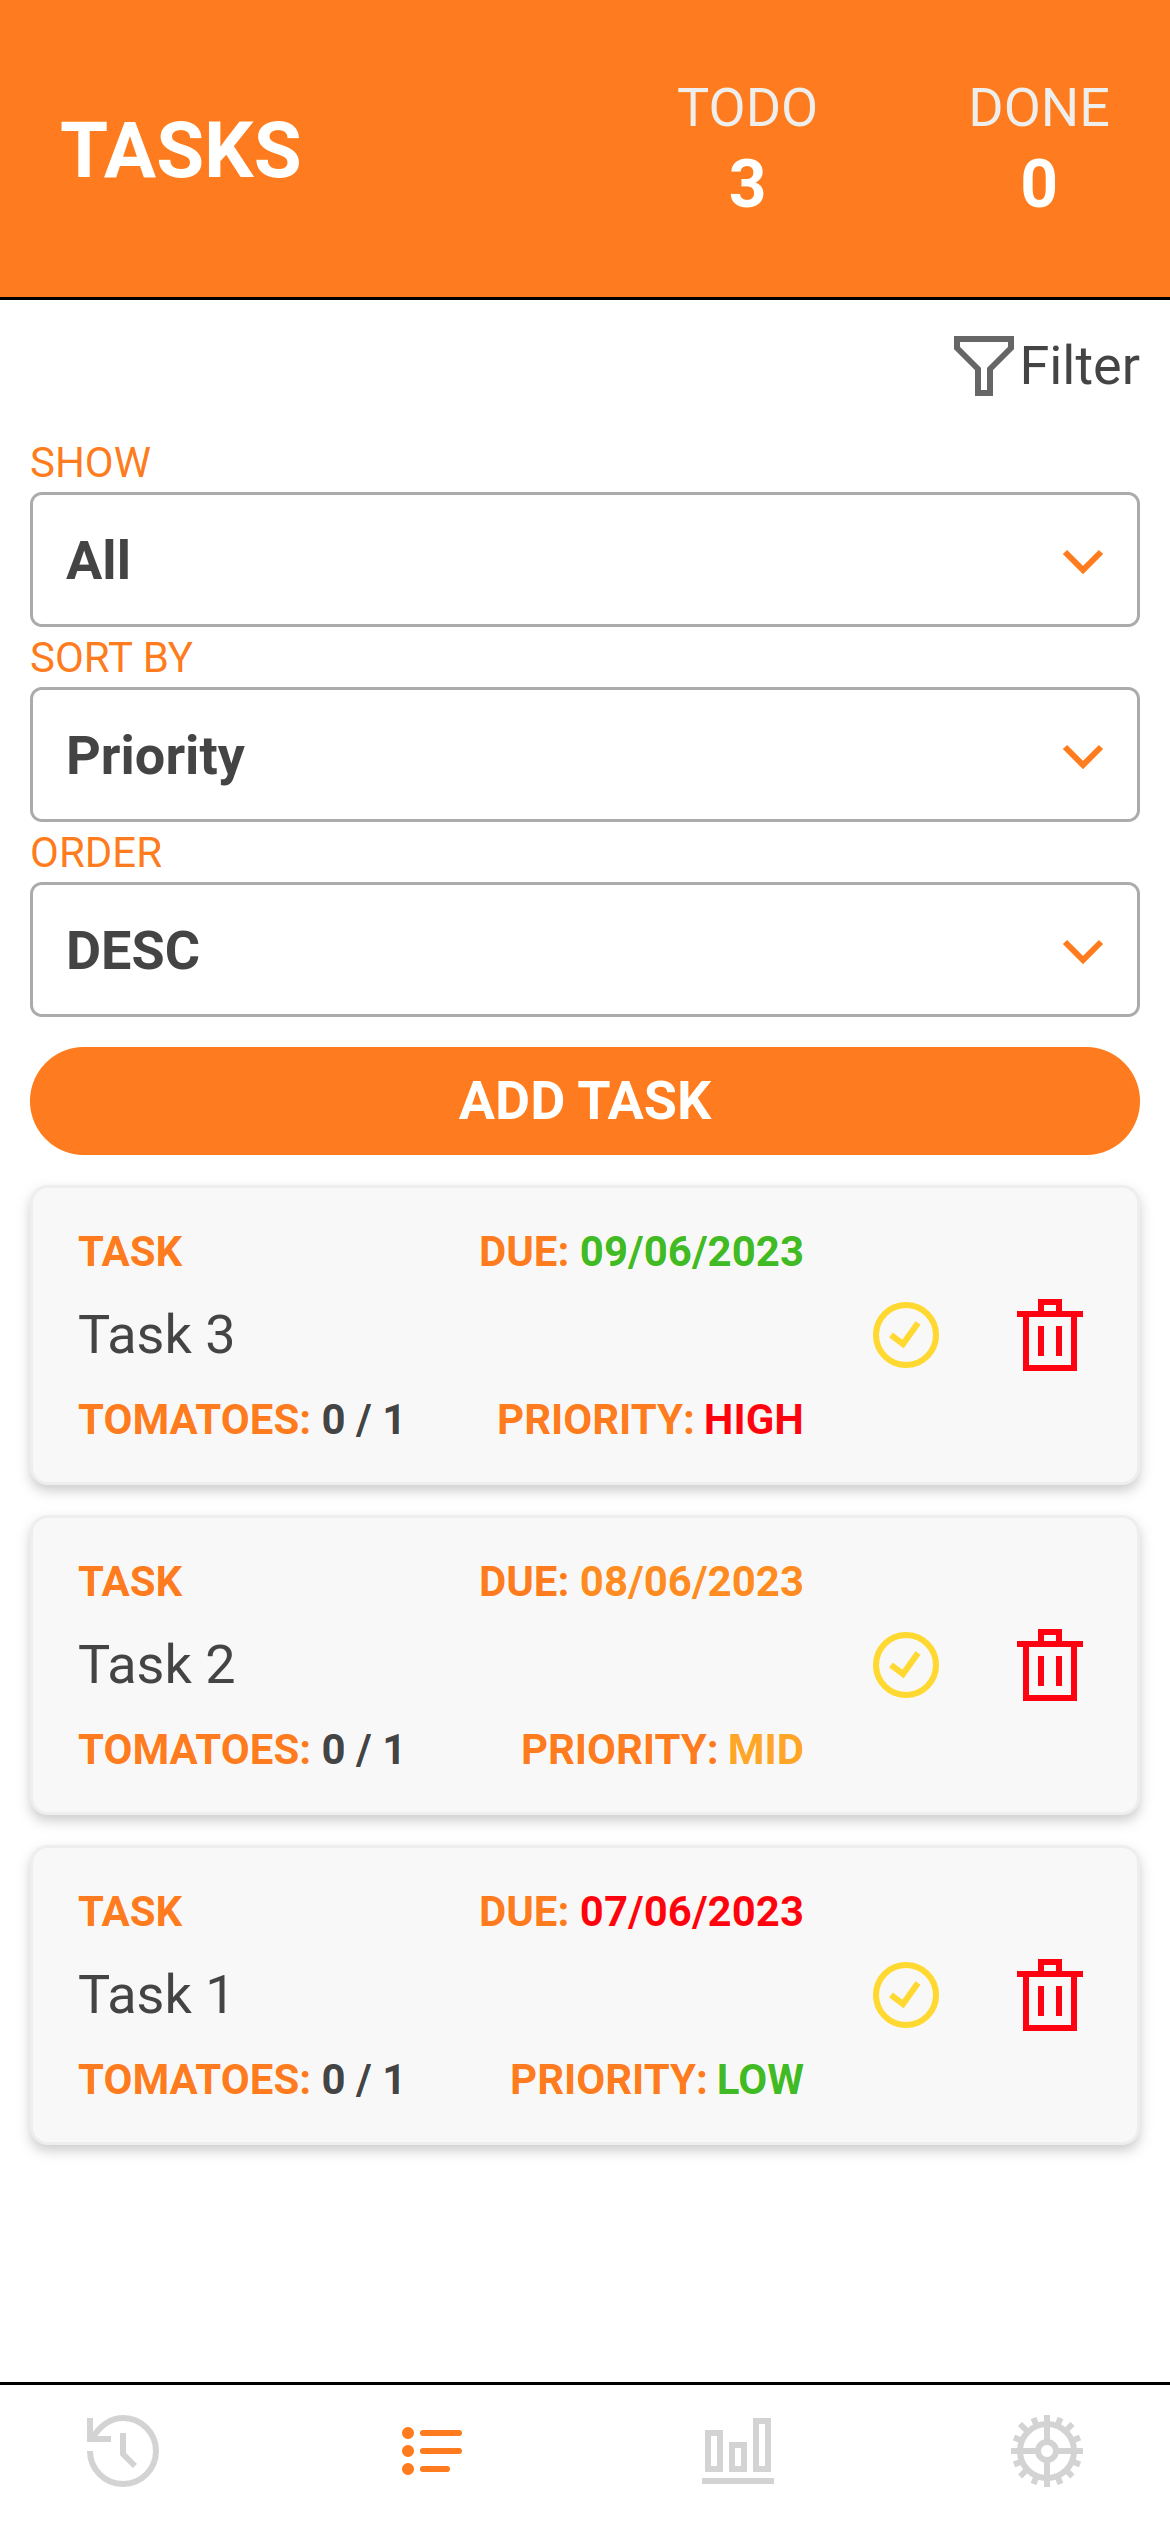 TASKS
TODO
3
DONE
0
Filter
SHOW
All
SORT BY
Priority
ORDER
DESC
ADD TASK
TASK DUE: 09/06/2023
Task 3
TOMATOES: 0 / 1 PRIORITY: HIGH
TASK DUE: 08/06/2023
Task 2
TOMATOES: 0 / 1 PRIORITY: MID
TASK DUE: 07/06/2023
Task 1
TOMATOES: 0 / 1 PRIORITY: LOW